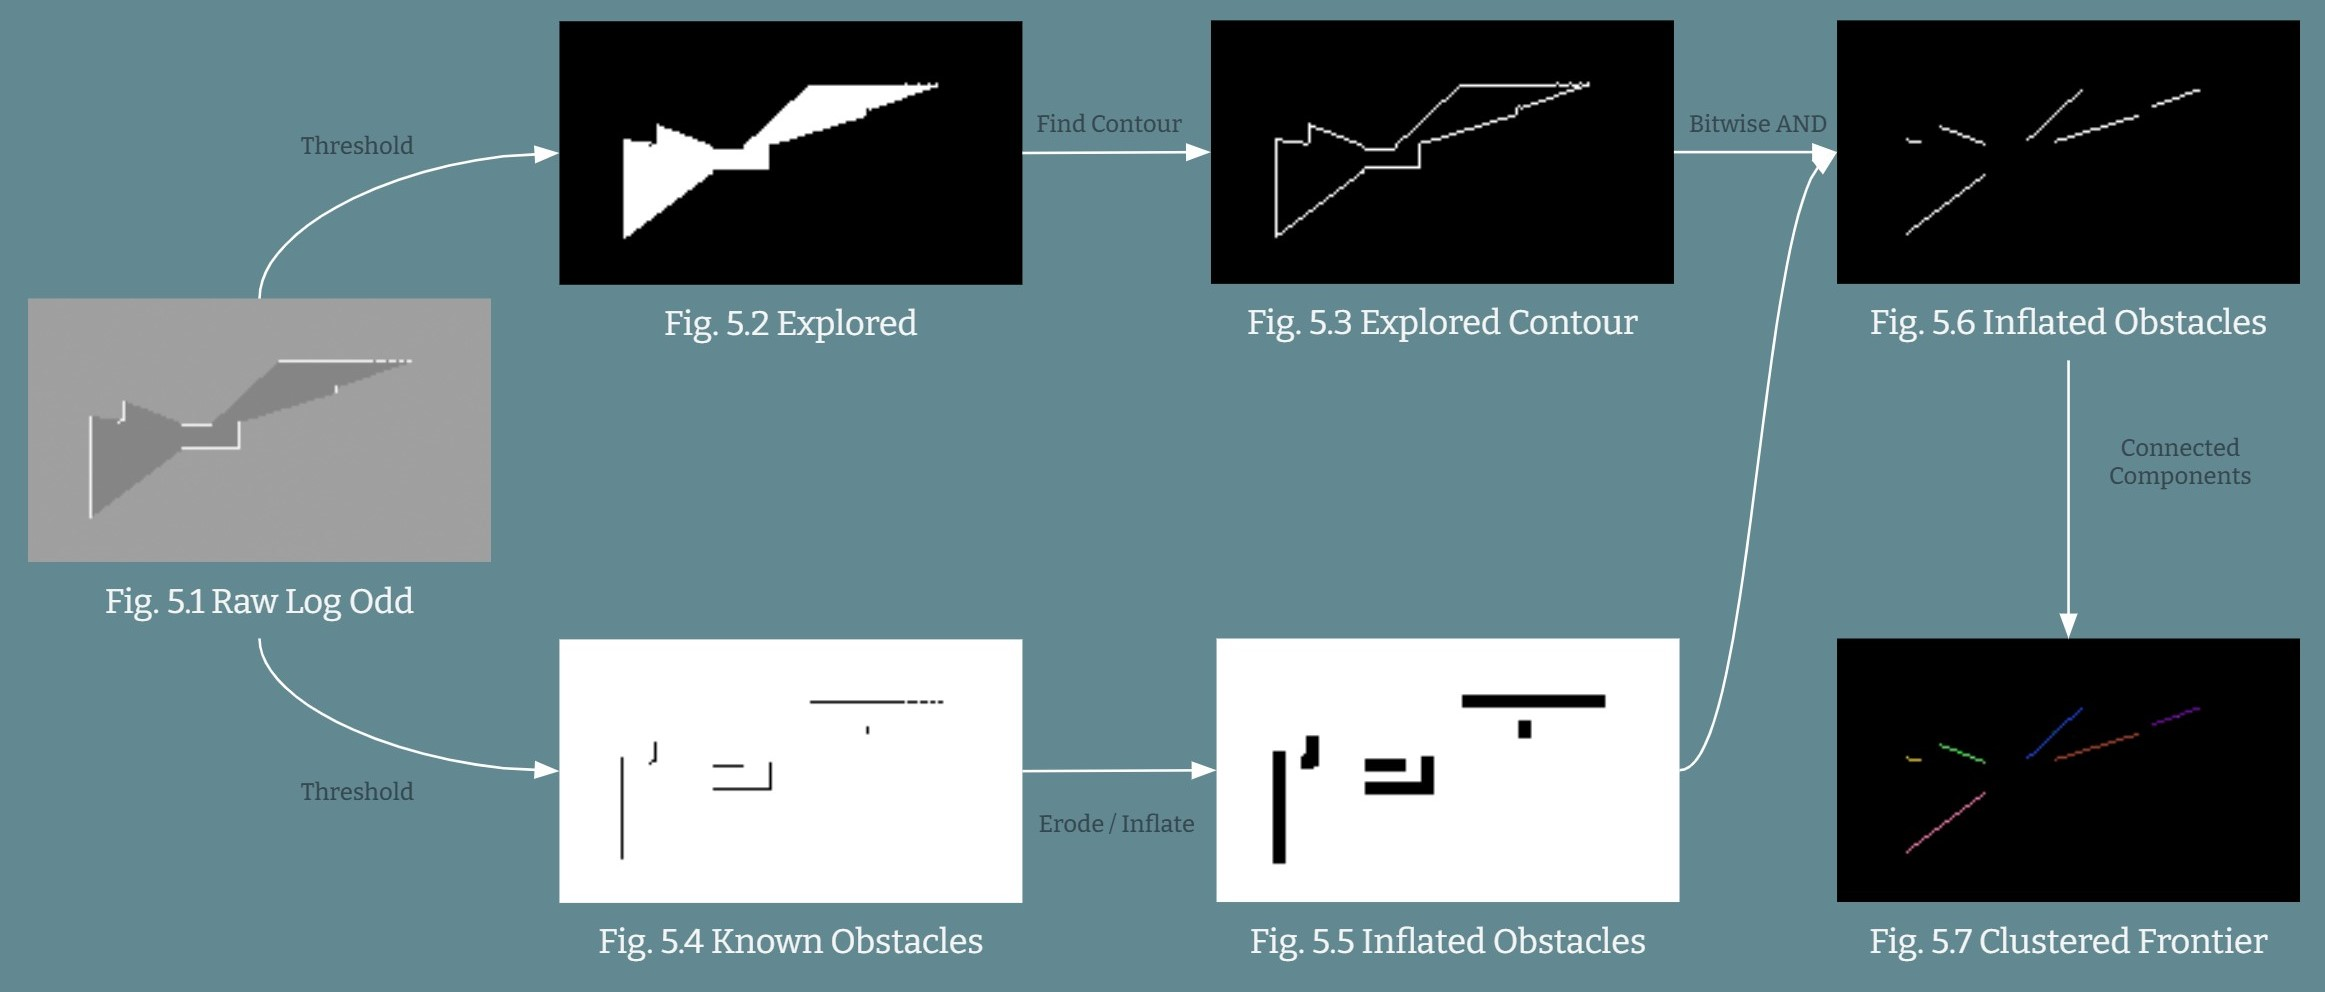 Threshold
Find Contour
Bitwise AND
Fig. 5.2 Explored
Fig. 5.3 Explored Contour
Fig. 5.6 Inflated Obstacles
Connected
Components
Fig. 5.1 Raw Log Odd
Threshold
Erode / Inflate
Fig. 5.4 Known Obstacles
Fig. 5.5 Inflated Obstacles
Fig. 5.7 Clustered Frontier